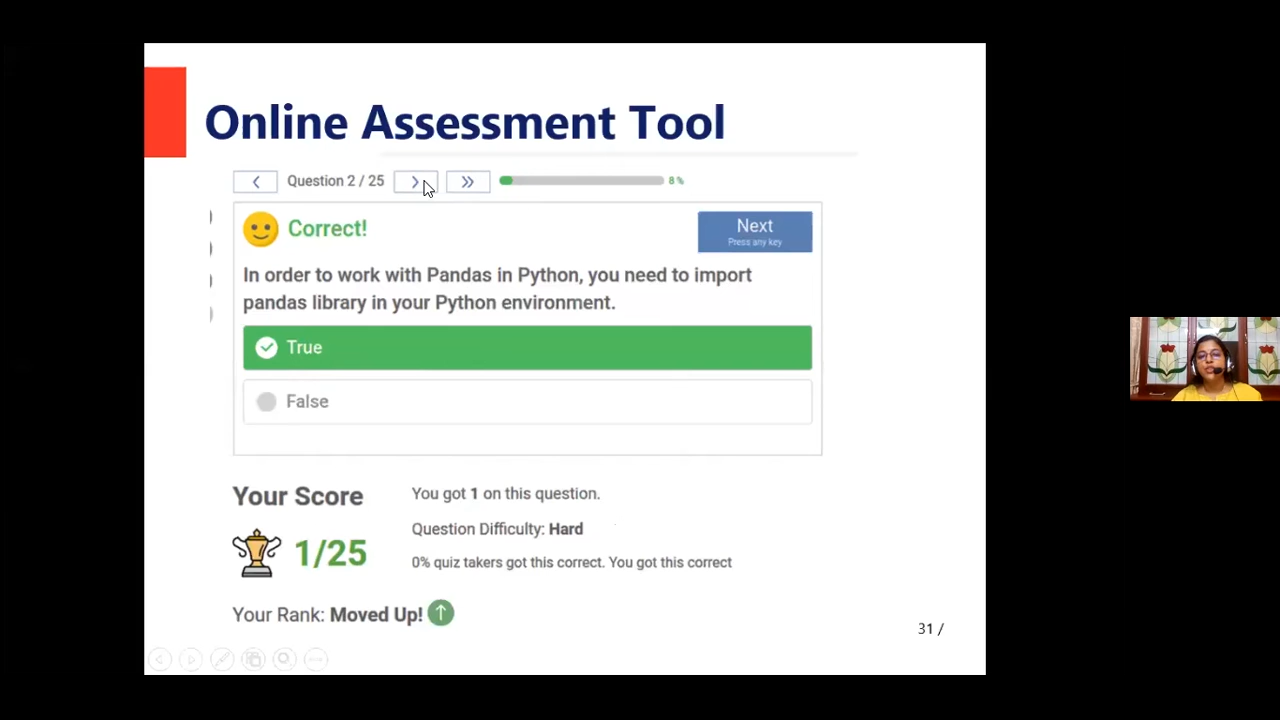 Online Assessment Tool
Question 2 / 25
8%
Correct!
Next
Press any key
In order to work with Pandas in Python, you need to import
pandas library in your Python environment.
True
False
Your Score
1/25
You got 1 on this question.
Question Difficulty: Hard
0% quiz takers got this correct. You got this correct
Your Rank: Moved Up!
31 /